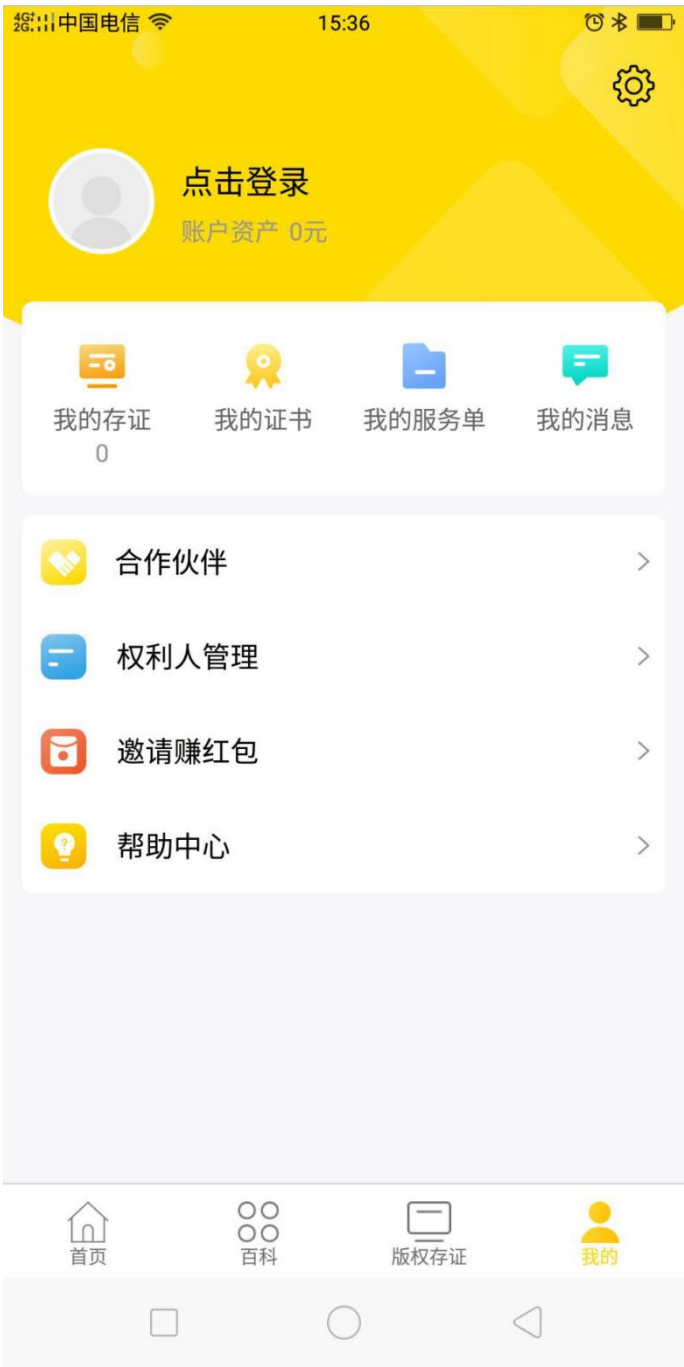 4G+ 2G 中国电信 15:36
点击登录
账户资产 0元
我的存证 我的证书 我的服务单 我的消息
0
合作伙伴
权利人管理
邀请赚红包
帮助中心
首页 百科 版权存证 我的